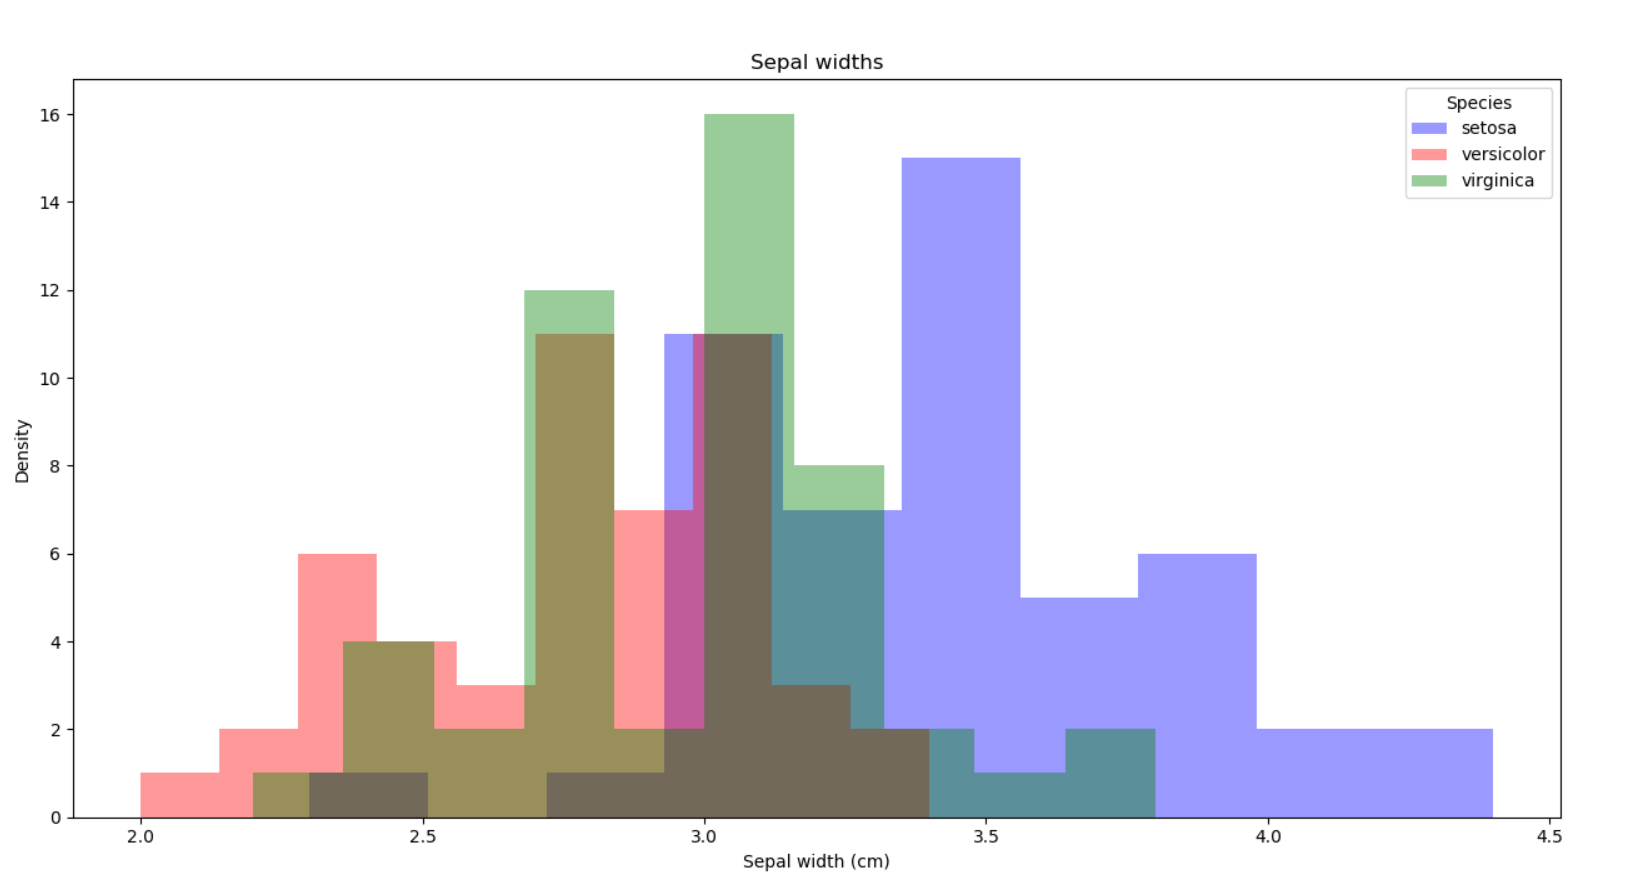 Sepal widths
Species
setosa
versicolor
virginica
16
14
12
10
8
6
4
2
0
Density
2.0 2.5 3.0 3.5 4.0 4.5
Sepal width (cm)